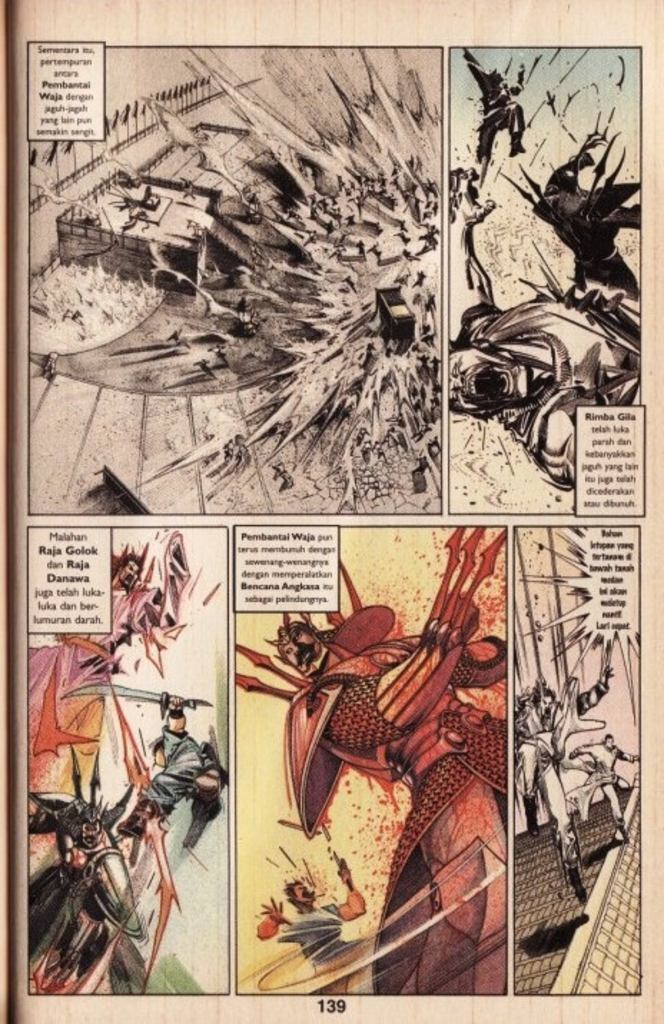 Sementara itu,
pertempuran
antara
Pembantai
Waja dengan
jaguh-jagah
yang lain pun
semakin sengit.
Rimba Gila
telah luka
parah dan
kebanyakkan
jaguh yang lain
itu juga telah
dicederakan
atau dibunuh.
Malahan
Raja Golok
dan Raja
Danawa
juga telah luka-
luka dan ber-
lumuran darah.
Pembantai Waja pun
terus membunuh dengan
sewenang-wenangnya
dengan memperalatkan
Bencana Angkasa itu
sebagai pelindungnya.
Bahan
letupan yang
tertanam di
bawah tanah
medan
ini akan
meletup
nanti!
Lari cepat.
139